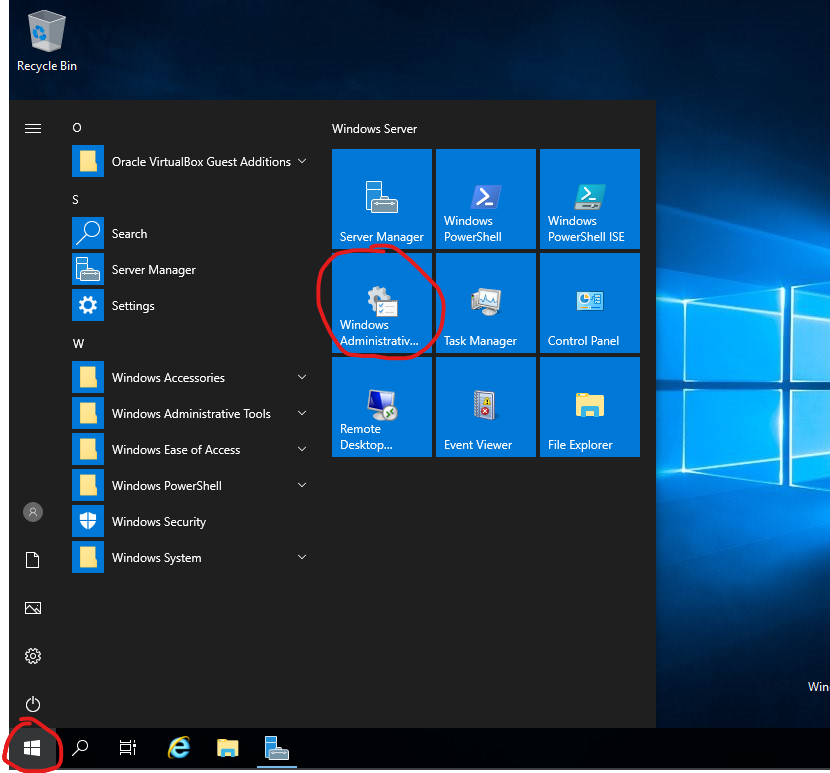 Recycle Bin
O
Oracle VirtualBox Guest Additions
S
Search
Server Manager
Settings
W
Windows Accessories
Windows Administrative Tools
Windows Ease of Access
Windows PowerShell
Windows Security
Windows System
Windows Server
Server Manager
Windows
PowerShell
Windows
PowerShell ISE
Windows
Administrativ...
Task Manager
Control Panel
Remote
Desktop...
Event Viewer
File Explorer
Win